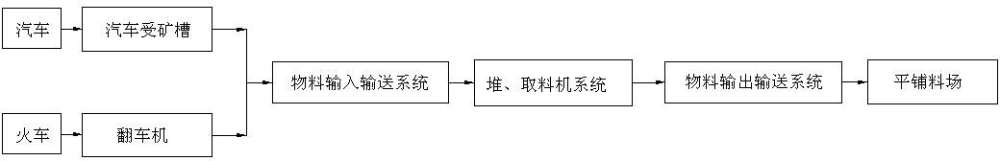 汽车
汽车受矿槽
物料输入输送系统
堆、取料机系统
物料输出输送系统
平铺料场
火车
翻车机